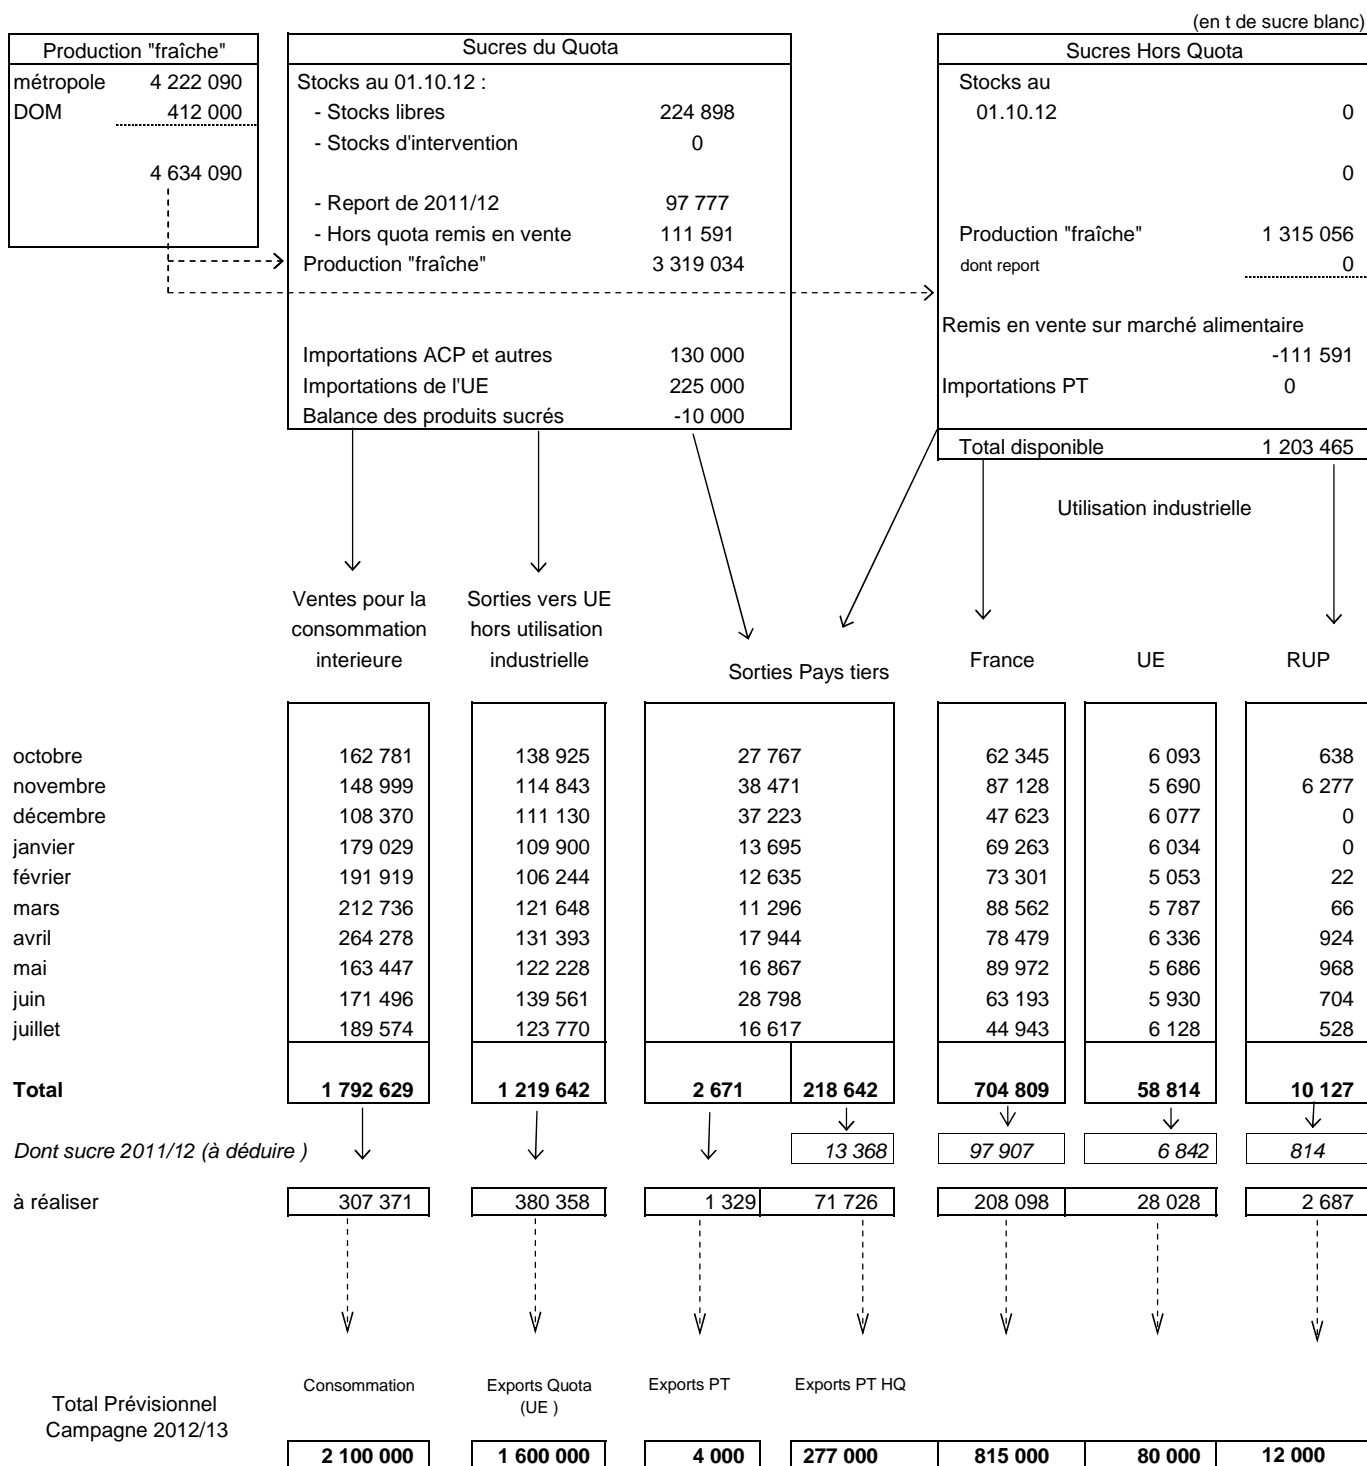 (en t de sucre blanc)
Production "fraîche"
métropole 4 222 090
DOM 412 000
4 634 090
Sucres du Quota
Stocks au 01.10.12 :
- Stocks libres 224 898
- Stocks d'intervention 0
- Report de 2011/12 97 777
- Hors quota remis en vente 111 591
Production "fraîche" 3 319 034
Importations ACP et autres 130 000
Importations de l'UE 225 000
Balance des produits sucrés -10 000
Sucres Hors Quota
Stocks au
01.10.12 0
0
Production "fraîche" 1 315 056
dont report 0
Remis en vente sur marché alimentaire
-111 591
Importations PT 0
Total disponible 1 203 465
Utilisation industrielle
Ventes pour la
consommation
interieure
Sorties vers UE
hors utilisation
industrielle
Sorties Pays tiers
France UE RUP
octobre 162 781 138 925 27 767 62 345 6 093 638
novembre 148 999 114 843 38 471 87 128 5 690 6 277
décembre 108 370 111 130 37 223 47 623 6 077 0
janvier 179 029 109 900 13 695 69 263 6 034 0
février 191 919 106 244 12 635 73 301 5 053 22
mars 212 736 121 648 11 296 88 562 5 787 66
avril 264 278 131 393 17 944 78 479 6 336 924
mai 163 447 122 228 16 867 89 972 5 686 968
juin 171 496 139 561 28 798 63 193 5 930 704
juillet 189 574 123 770 16 617 44 943 6 128 528
Total 1 792 629 1 219 642 2 671 218 642 704 809 58 814 10 127
Dont sucre 2011/12 (à déduire ) 13 368 97 907 6 842 814
à réaliser 307 371 380 358 1 329 71 726 208 098 28 028 2 687
Total Prévisionnel
Campagne 2012/13
Consommation
Exports Quota
(UE )
Exports PT
Exports PT HQ
2 100 000 1 600 000 4 000 277 000 815 000 80 000 12 000